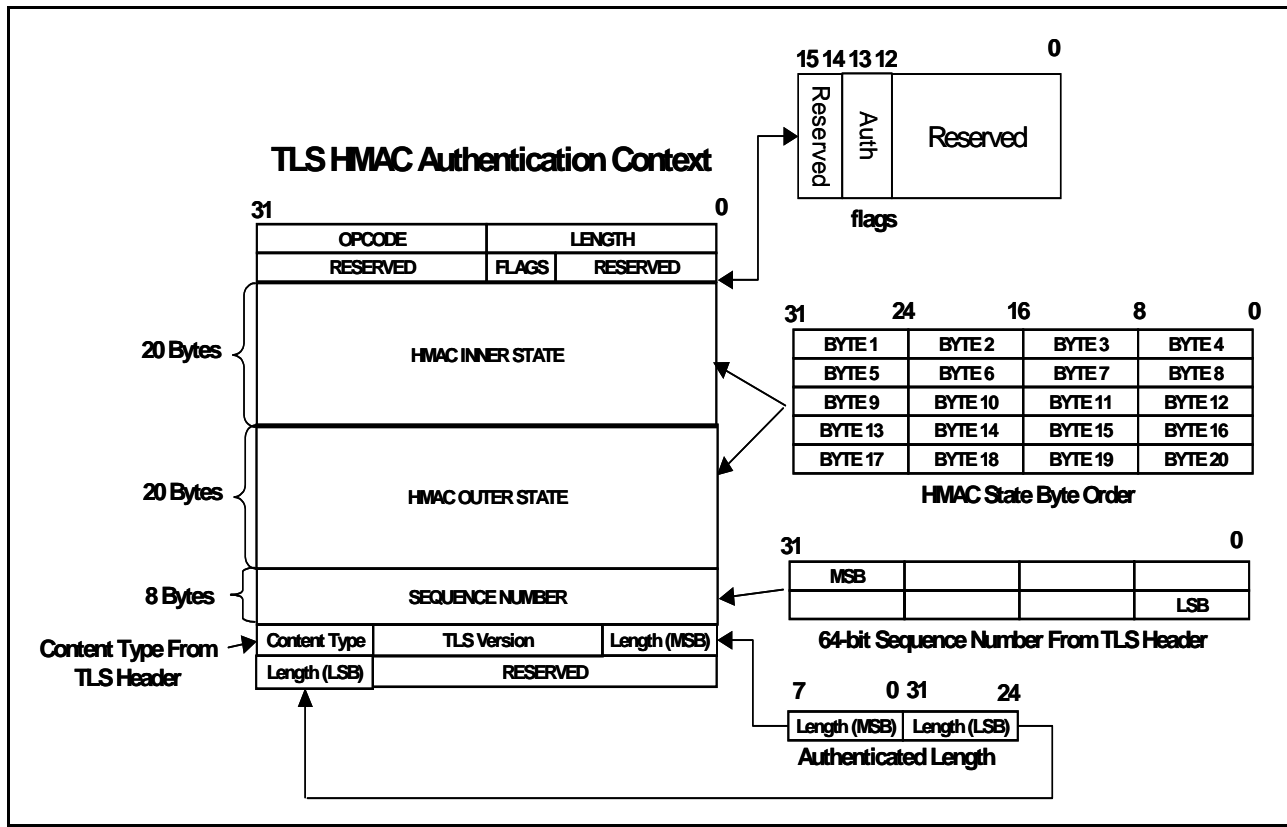 15 14 13 12 0
Reserved
Auth
Reserved
flags
TLS HMAC Authentication Context
31 0
OPCODE LENGTH
RESERVED FLAGS RESERVED
20 Bytes
HMAC INNER STATE
20 Bytes
HMAC OUTER STATE
8 Bytes
SEQUENCE NUMBER
Content Type From
TLS Header
Content Type TLS Version Length (MSB)
Length (LSB) RESERVED
31 24 16 8 0
BYTE 1 BYTE 2 BYTE 3 BYTE 4
BYTE 5 BYTE 6 BYTE 7 BYTE 8
BYTE 9 BYTE 10 BYTE 11 BYTE 12
BYTE 13 BYTE 14 BYTE 15 BYTE 16
BYTE 17 BYTE 18 BYTE 19 BYTE 20
HMAC State Byte Order
31 0
MSB
LSB
64-bit Sequence Number From TLS Header
7 0 31 24
Length (MSB) Length (LSB)
Authenticated Length